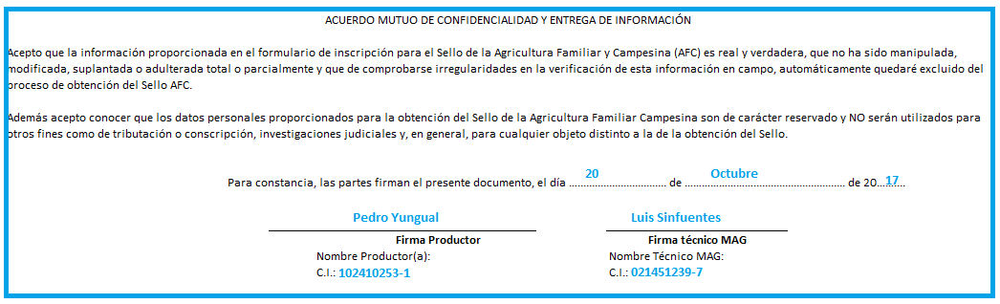 ACUERDO MUTUO DE CONFIDENCIALIDAD Y ENTREGA DE INFORMACIÓN
Acepto que la información proporcionada en el formulario de inscripción para el Sello de la Agricultura Familiar y Campesina (AFC) es real y verdadera, que no ha sido manipulada,
modificada, suplantada o adulterada total o parcialmente y que de comprobarse irregularidades en la verificación de esta información en campo, automáticamente quedaré excluido del
proceso de obtención del Sello AFC.
Además acepto conocer que los datos personales proporcionados para la obtención del Sello de la Agricultura Familiar Campesina son de carácter reservado y NO serán utilizados para
otros fines como de tributación o conscripción, investigaciones judiciales y, en general, para cualquier objeto distinto a la de la obtención del Sello.
Para constancia, las partes firman el presente documento, el día ......20...... de ......Octubre...... de 20...17...
Pedro Yungual Luis Sinfuentes
Firma Productor Firma técnico MAG
Nombre Productor(a): Nombre Técnico MAG:
C.I.: 102410253-1 C.I.: 021451239-7